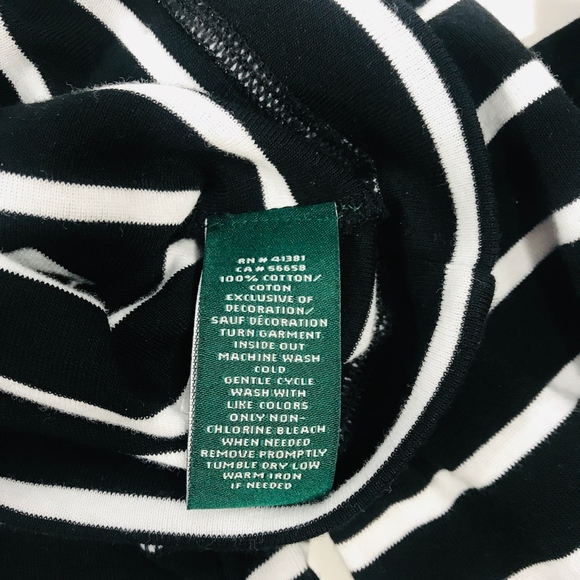 RN # 41381
CA # 56658
100% COTTON/
COTON
EXCLUSIVE OF
DECORATION/
SAUF DÉCORATION
TURN GARMENT
INSIDE OUT
MACHINE WASH
COLD
GENTLE CYCLE
WASH WITH
LIKE COLORS
ONLY NON-
CHLORINE BLEACH
WHEN NEEDED
REMOVE PROMPTLY
TUMBLE DRY LOW
WARM IRON
IF NEEDED